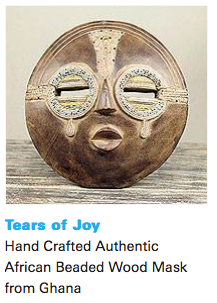 Tears of Joy
Hand Crafted Authentic
African Beaded Wood Mask
from Ghana